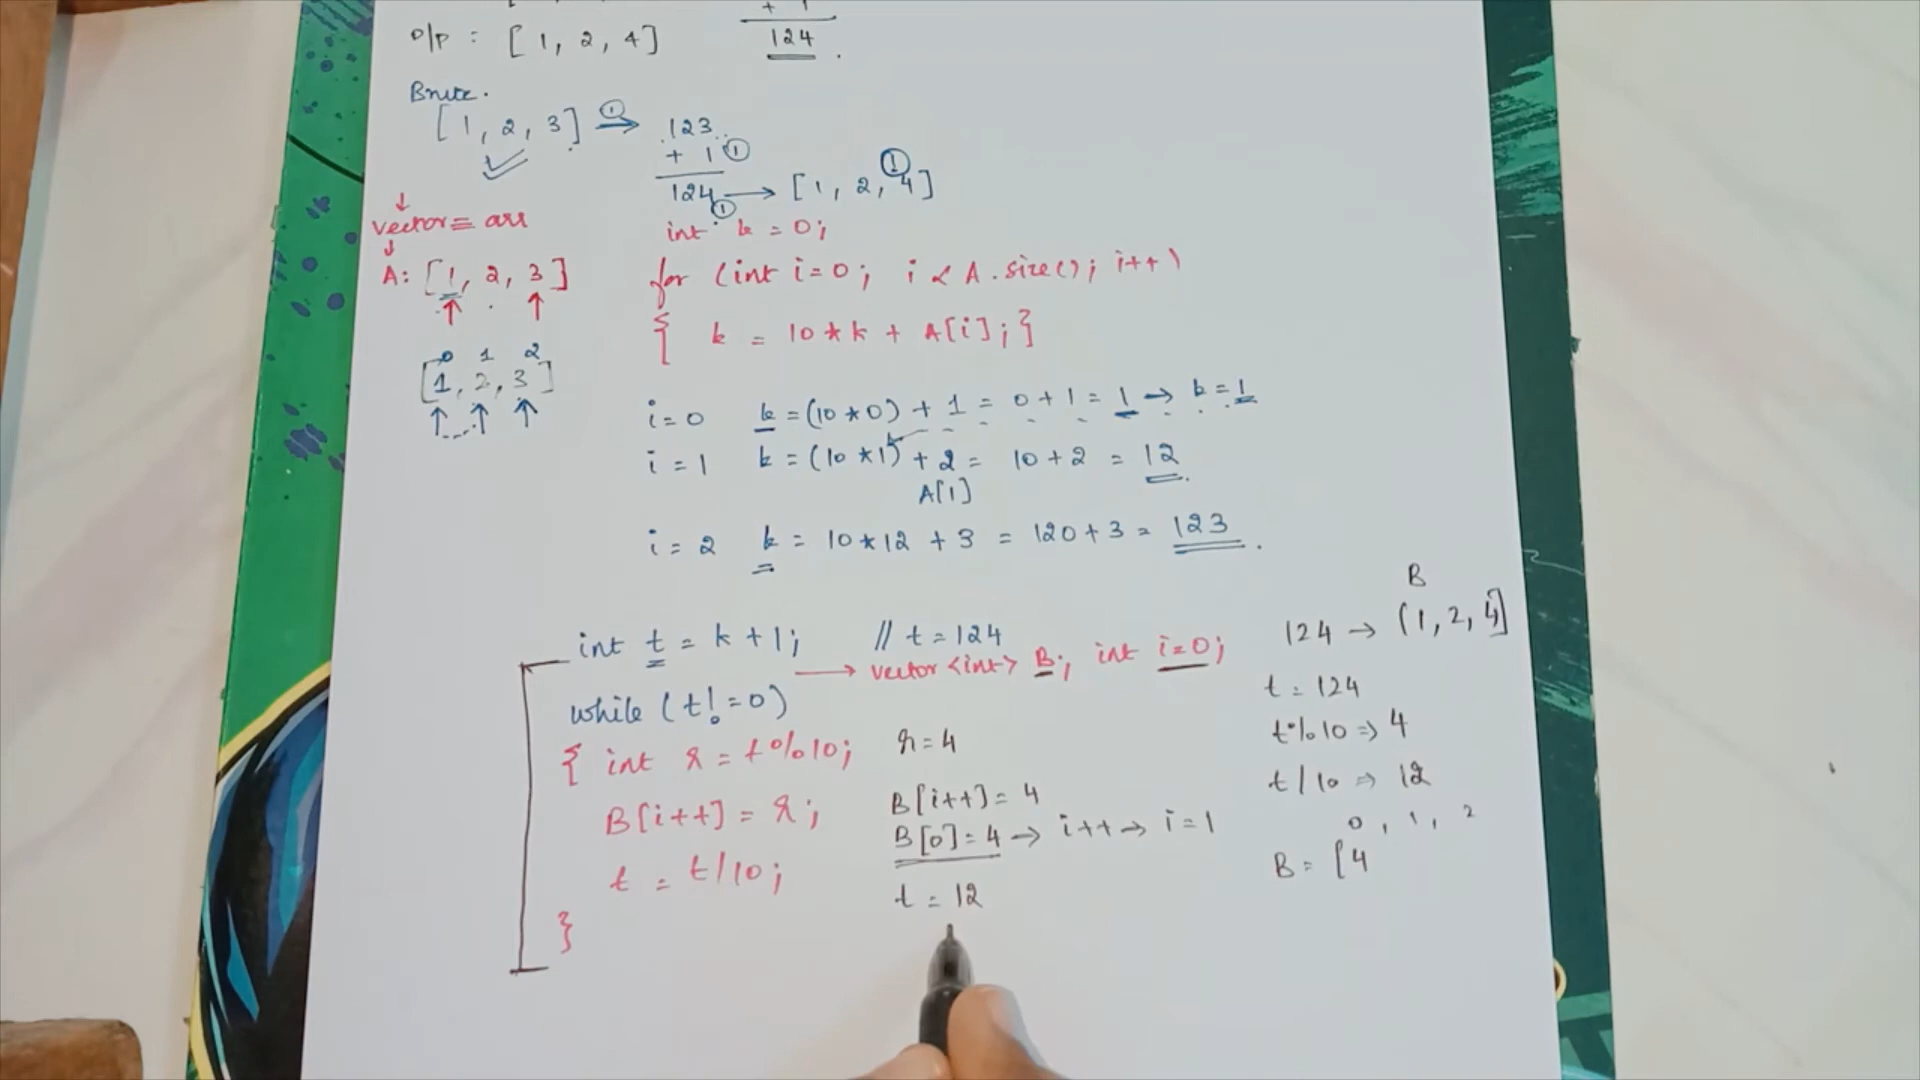 + 1
o/p : [ 1, 2, 4]
124 .
Brute.
[ 1, 2, 3] ① ⇒ 123
+ 1 ①
124 → [ 1, 2, 4] ①
①
vector = arr
int k = 0;
A: [1, 2, 3]
for (int i=0; i < A.size(); i++)
{ k = 10*k + A[i]; }
0 1 2
[1, 2, 3]
i=0 k = (10*0) + 1 = 0+1 = 1 → k=1
i=1 k = (10*1) + 2 = 10+2 = 12
A[1]
i=2 k = 10*12 + 3 = 120+3 = 123 .
B
124 → [1, 2, 4]
int t = k+1; // t=124
→ vector<int> B; int i=0;
while (t!=0)
{ int r = t%10; r=4
B[i++] = r; B[i++]= 4
B[0]=4 → i++ → i=1
t = t/10; t = 12
}
t = 124
t%10 => 4
t/10 => 12
0, 1, 2
B = [4